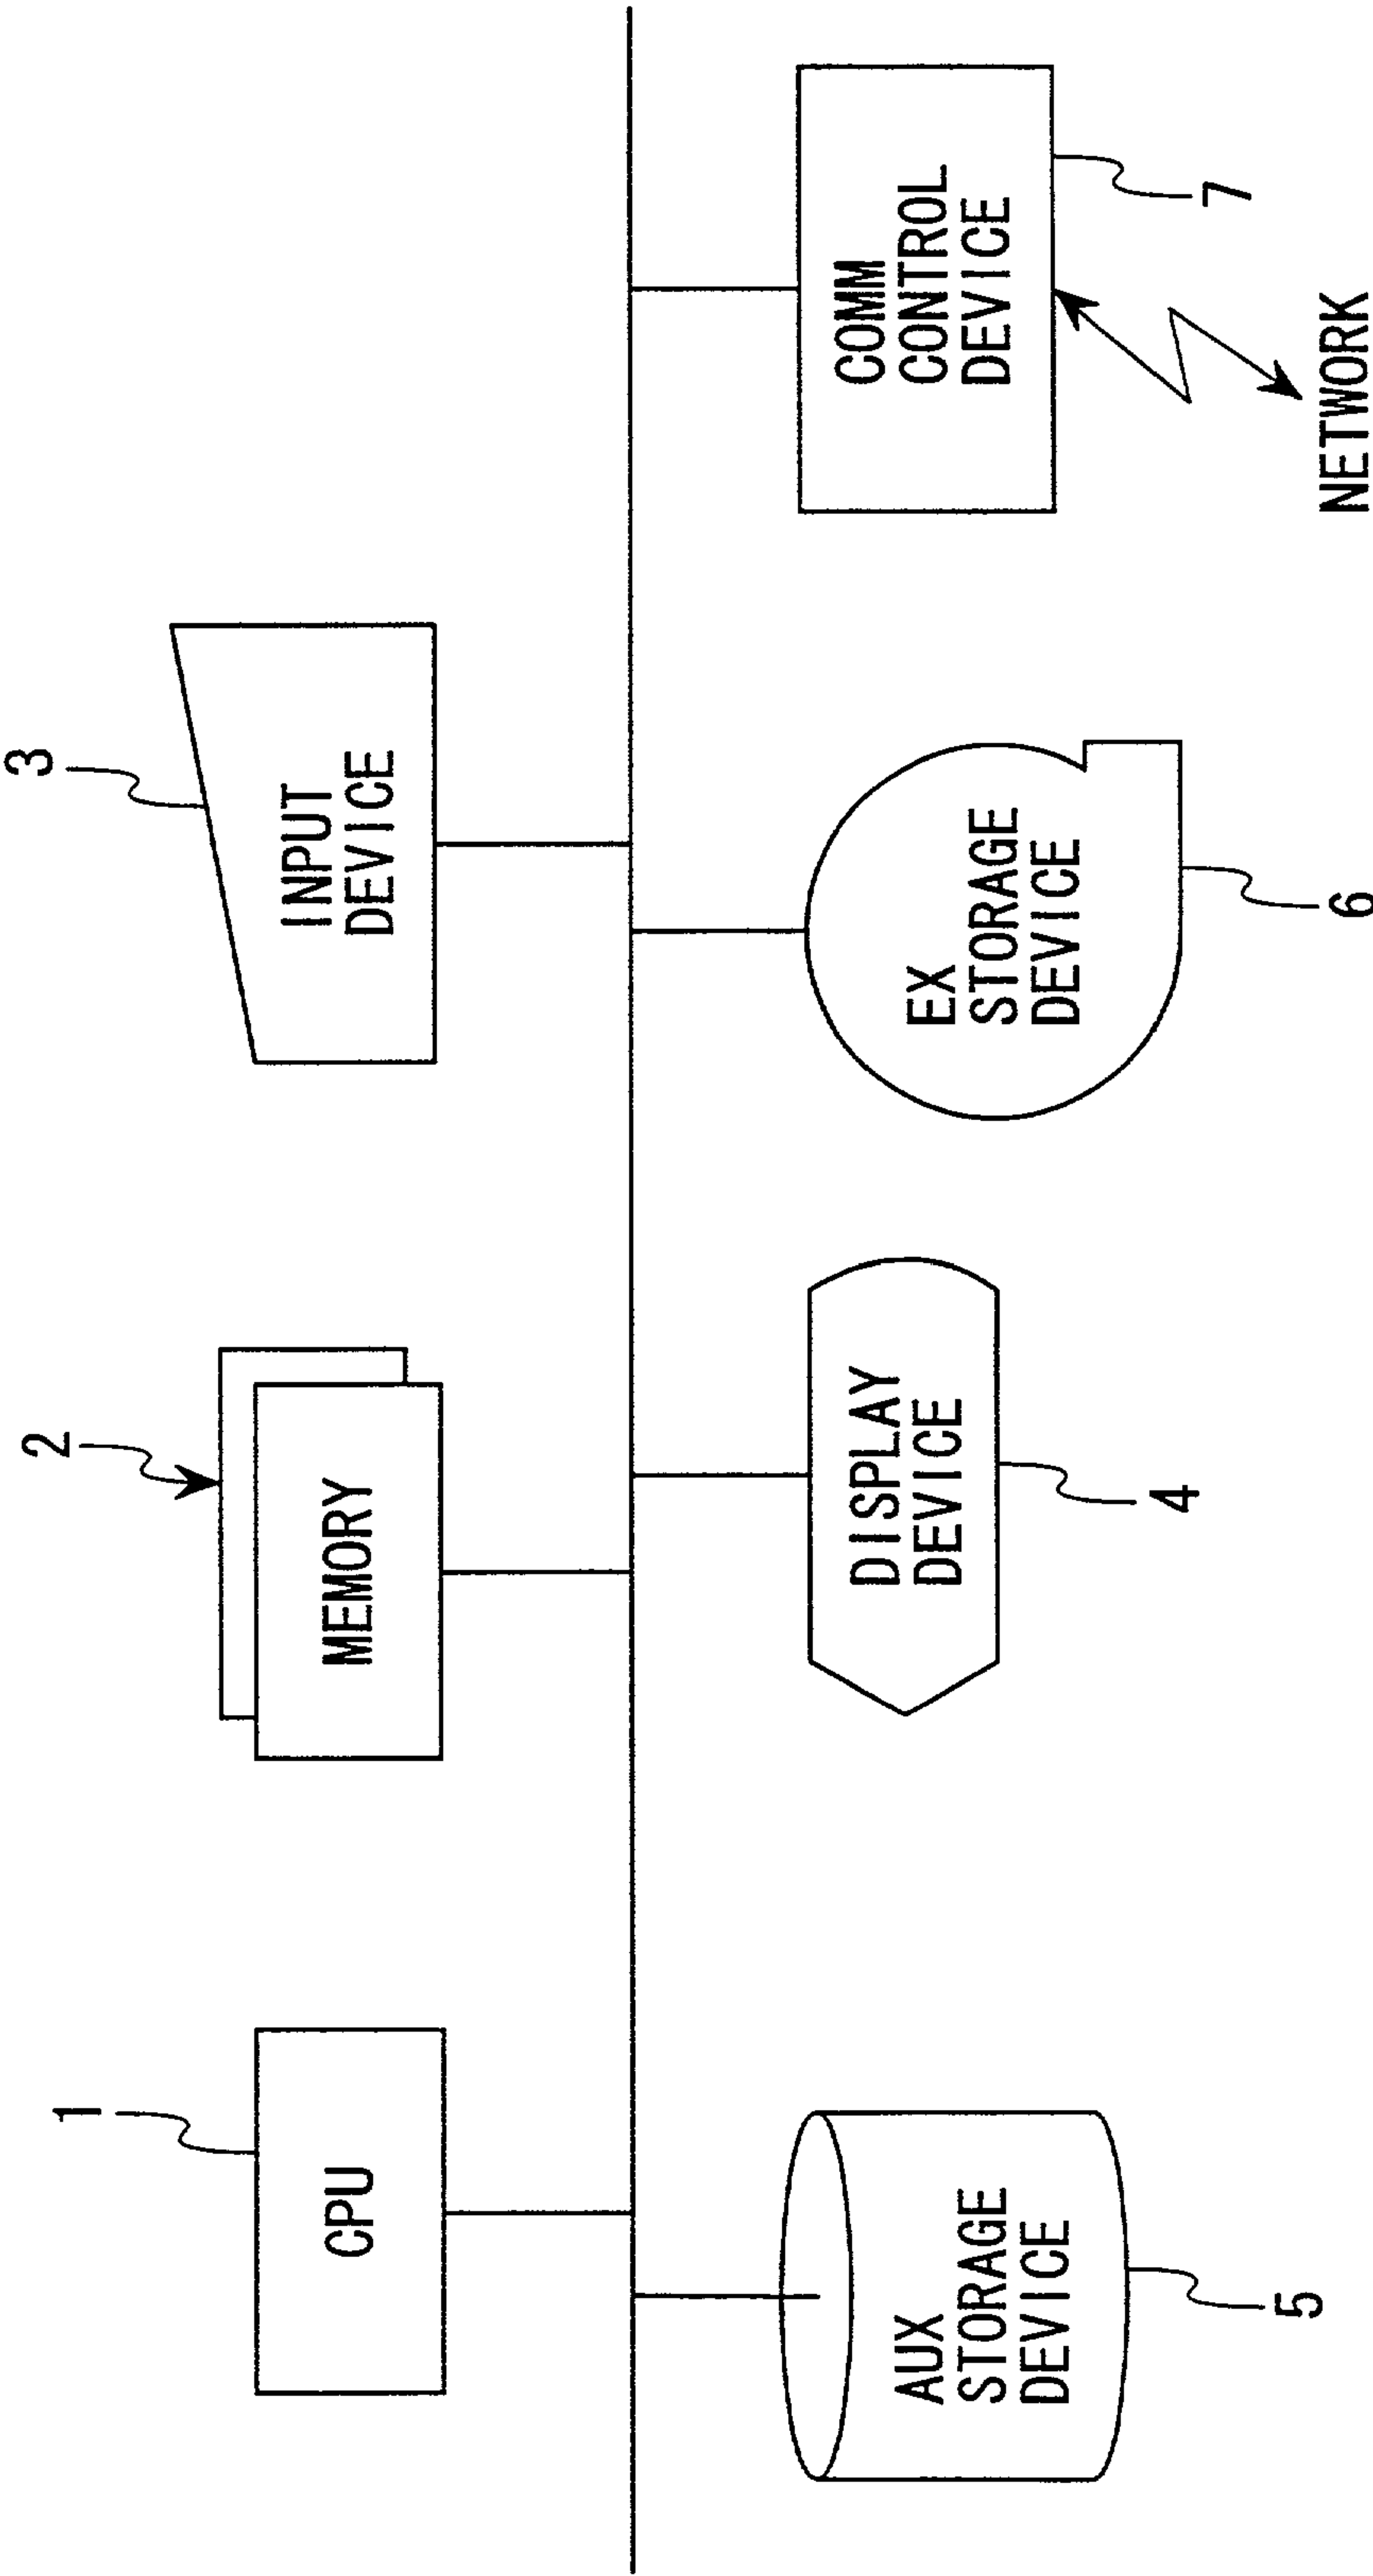 1
CPU
2
MEMORY
3
INPUT
DEVICE
AUX
STORAGE
DEVICE
5
DISPLAY
DEVICE
4
EX
STORAGE
DEVICE
6
COMM
CONTROL
DEVICE
7
NETWORK